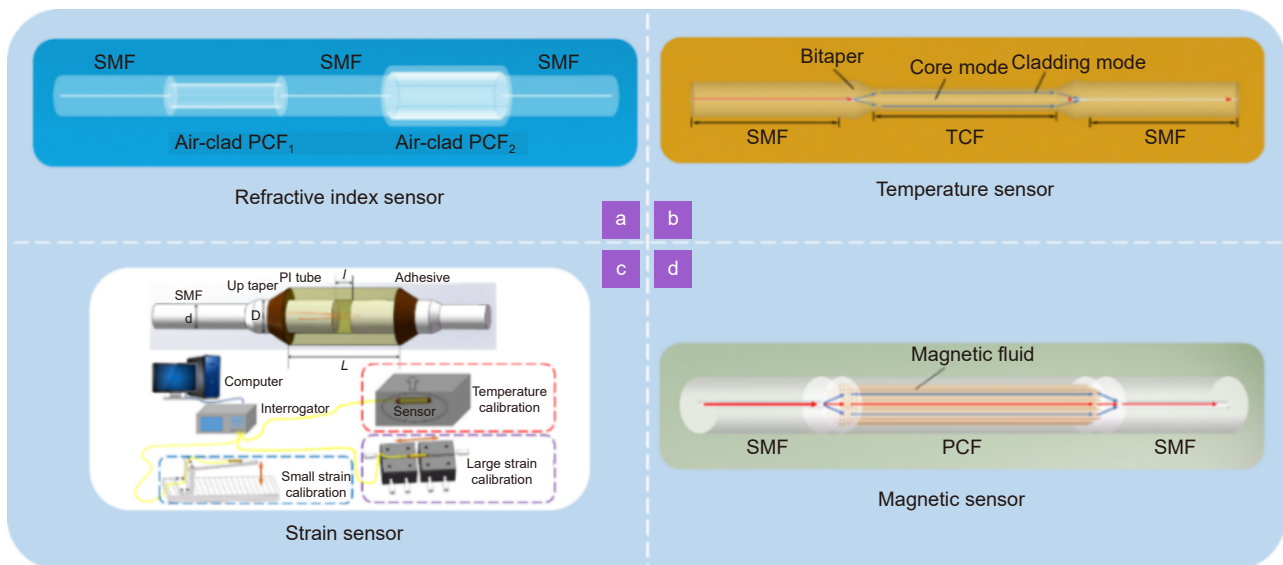 SMF
SMF
SMF
Air-clad PCF₁
Air-clad PCF₂
Refractive index sensor
Bitaper
Core mode
Cladding mode
SMF
TCF
SMF
Temperature sensor
a
b
c
d
SMF
d
Up taper
D
PI tube
l
Adhesive
L
Computer
Interrogator
Sensor
Temperature
calibration
Small strain
calibration
Large strain
calibration
Strain sensor
Magnetic fluid
SMF
PCF
SMF
Magnetic sensor